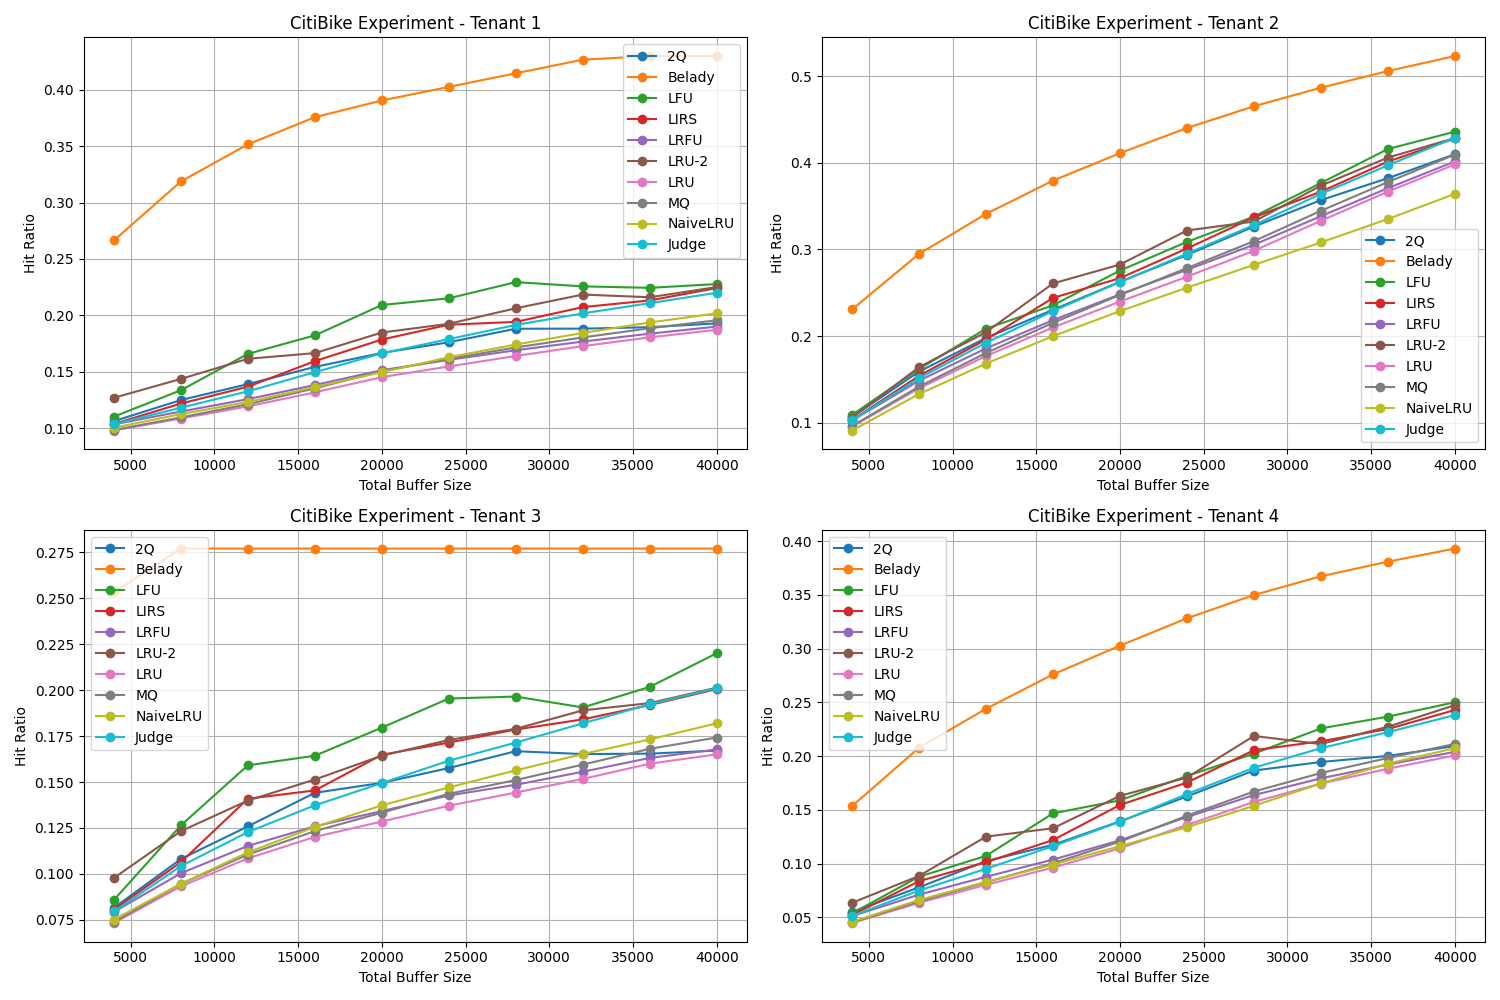 CitiBike Experiment - Tenant 1
Hit Ratio
0.40
0.35
0.30
0.25
0.20
0.15
0.10
2Q
Belady
LFU
LIRS
LRFU
LRU-2
LRU
MQ
NaiveLRU
Judge
5000 10000 15000 20000 25000 30000 35000 40000
Total Buffer Size
CitiBike Experiment - Tenant 2
Hit Ratio
0.5
0.4
0.3
0.2
0.1
2Q
Belady
LFU
LIRS
LRFU
LRU-2
LRU
MQ
NaiveLRU
Judge
5000 10000 15000 20000 25000 30000 35000 40000
Total Buffer Size
CitiBike Experiment - Tenant 3
Hit Ratio
0.275
0.250
0.225
0.200
0.175
0.150
0.125
0.100
0.075
2Q
Belady
LFU
LIRS
LRFU
LRU-2
LRU
MQ
NaiveLRU
Judge
5000 10000 15000 20000 25000 30000 35000 40000
Total Buffer Size
CitiBike Experiment - Tenant 4
Hit Ratio
0.40
0.35
0.30
0.25
0.20
0.15
0.10
0.05
2Q
Belady
LFU
LIRS
LRFU
LRU-2
LRU
MQ
NaiveLRU
Judge
5000 10000 15000 20000 25000 30000 35000 40000
Total Buffer Size